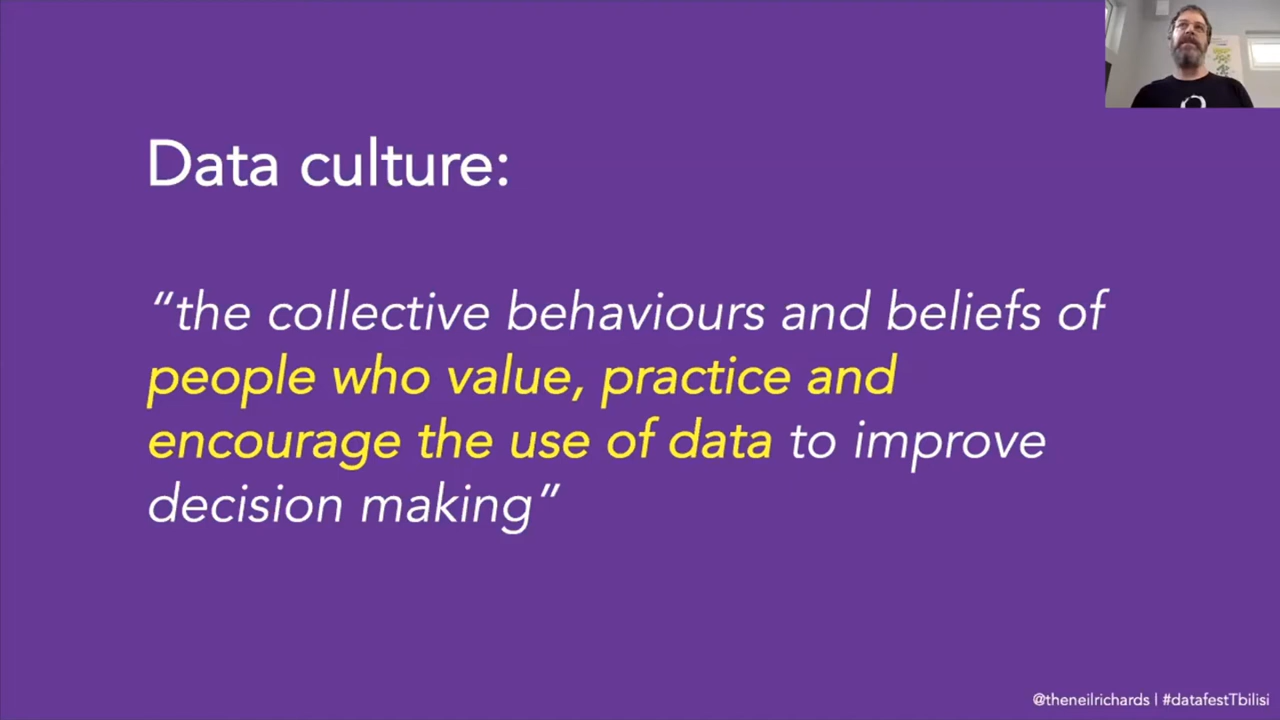 Data culture:
“the collective behaviours and beliefs of
people who value, practice and
encourage the use of data to improve
decision making”
@theneilrichards | #datafestTbilisi